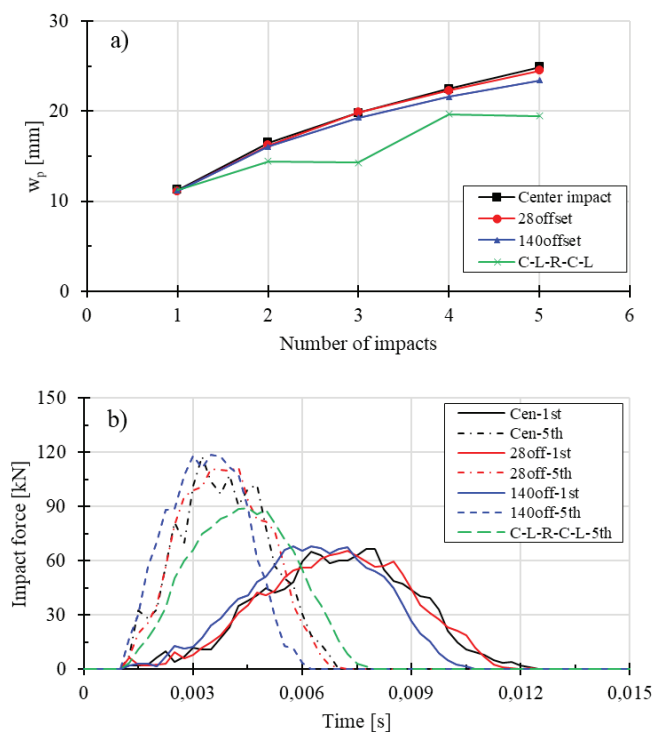 a)
30
20
10
0
w_p [mm]
Center impact
28offset
140offset
C-L-R-C-L
0 1 2 3 4 5 6
Number of impacts
b)
150
120
90
60
30
0
Impact force [kN]
Cen-1st
Cen-5th
28off-1st
28off-5th
140off-1st
140off-5th
C-L-R-C-L-5th
0 0,003 0,006 0,009 0,012 0,015
Time [s]